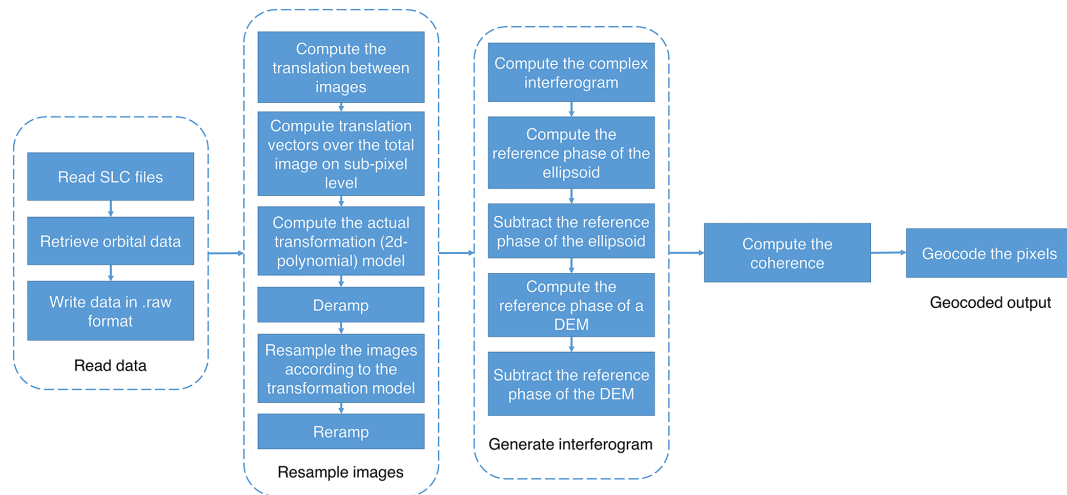 Read SLC files
Retrieve orbital data
Write data in .raw
format
Read data
Compute the
translation between
images
Compute translation
vectors over the total
image on sub-pixel
level
Compute the actual
transformation (2d-
polynomial) model
Deramp
Resample the images
according to the
transformation model
Reramp
Resample images
Compute the complex
interferogram
Compute the
reference phase of the
ellipsoid
Subtract the reference
phase of the ellipsoid
Compute the
reference phase of a
DEM
Subtract the reference
phase of the DEM
Generate interferogram
Compute the
coherence
Geocode the pixels
Geocoded output